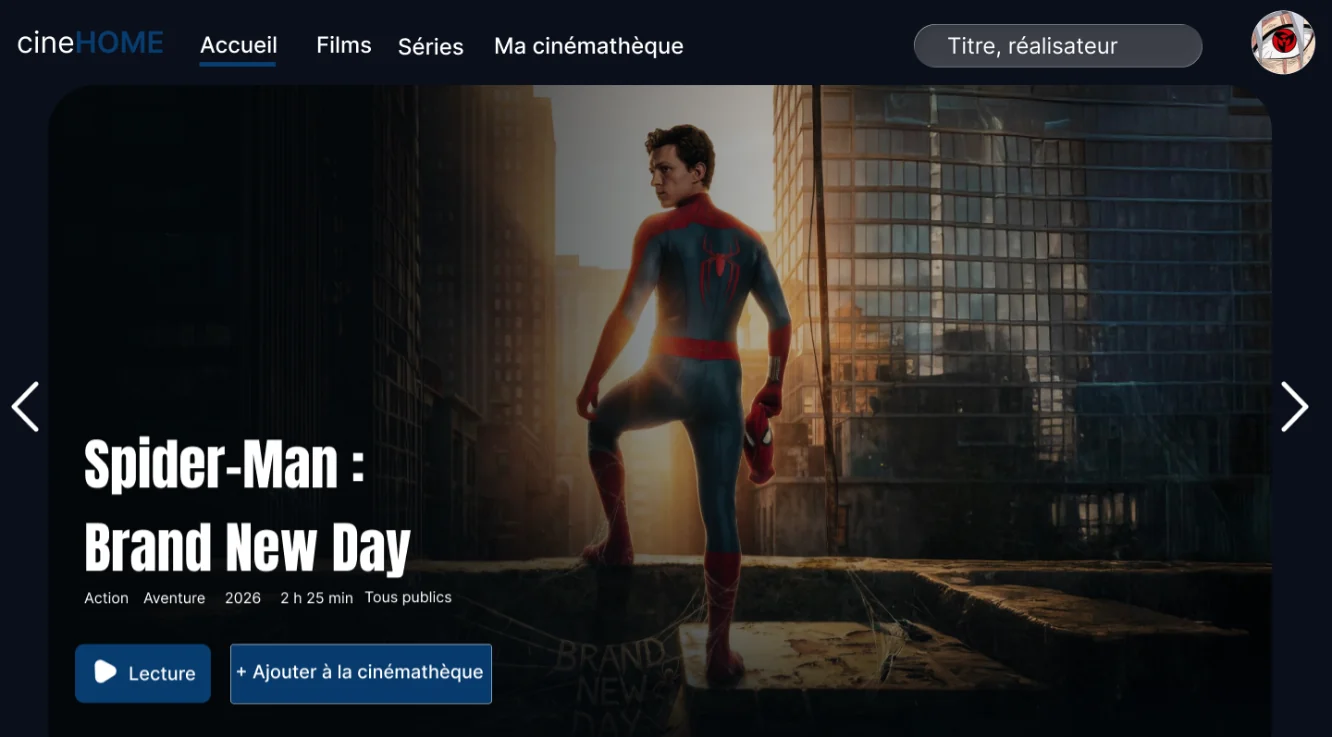 cineHOME
Accueil
Films
Séries
Ma cinémathèque
Titre, réalisateur
Spider-Man :
Brand New Day
Action Aventure 2026 2 h 25 min Tous publics
Lecture
+ Ajouter à la cinémathèque
BRAND
NEW
DAY